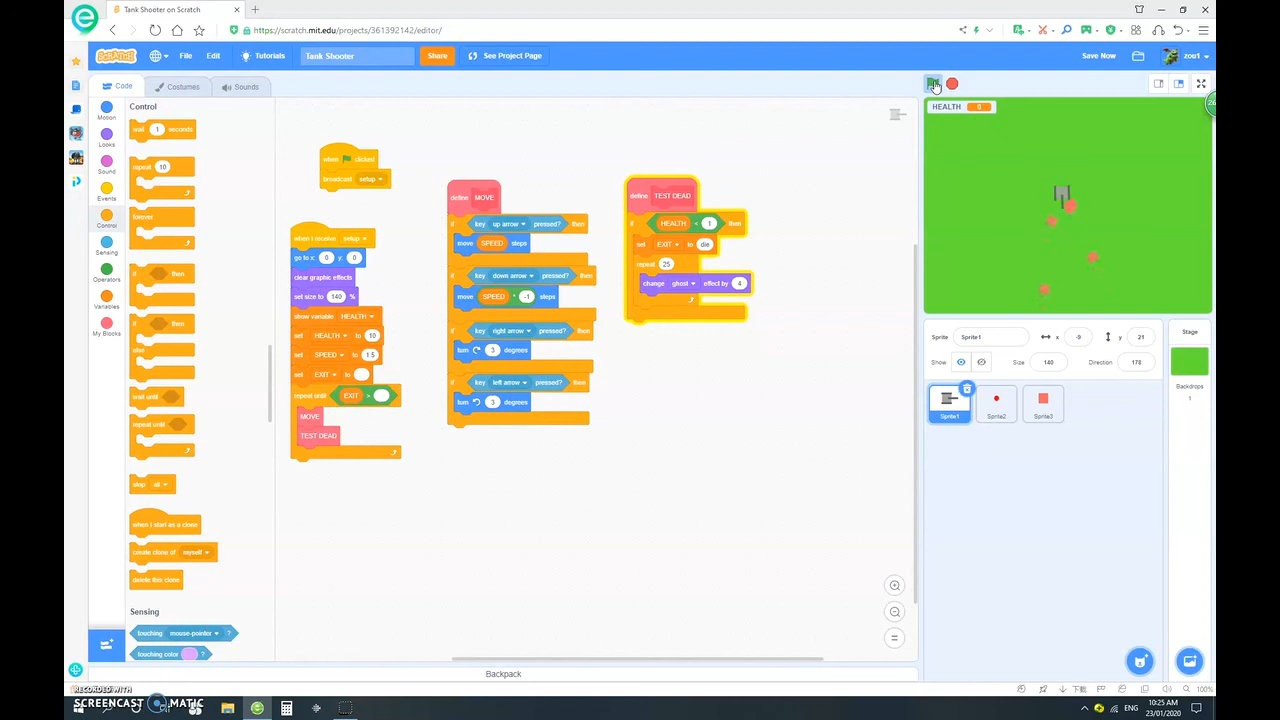 Tank Shooter on Scratch
https://scratch.mit.edu/projects/361392142/editor/
SCRATCH
File
Edit
Tutorials
Tank Shooter
Share
See Project Page
Save Now
zou1
Code
Costumes
Sounds
Motion
Looks
Sound
Events
Control
Sensing
Operators
Variables
My Blocks
Control
wait 1 seconds
repeat 10
forever
if then
if then
else
wait until
repeat until
stop all
when I start as a clone
create clone of myself
delete this clone
Sensing
touching mouse-pointer ?
touching color ?
when clicked
broadcast setup
when I receive setup
go to x: 0 y: 0
clear graphic effects
set size to 140 %
show variable HEALTH
set HEALTH to 10
set SPEED to 1.5
set EXIT to
repeat until EXIT >
MOVE
TEST DEAD
define MOVE
if key up arrow pressed? then
move SPEED steps
if key down arrow pressed? then
move SPEED * -1 steps
if key right arrow pressed? then
turn 3 degrees
if key left arrow pressed? then
turn 3 degrees
define TEST DEAD
if HEALTH < 1 then
set EXIT to die
repeat 25
change ghost effect by 4
HEALTH 0
Sprite
Sprite1
x -9
y 21
Show
Size 140
Direction 178
Sprite1
Sprite2
Sprite3
Stage
Backdrops
1
Backpack
100%
RECORDED WITH
SCREENCAST MATIC
ENG
10:25 AM
23/01/2020